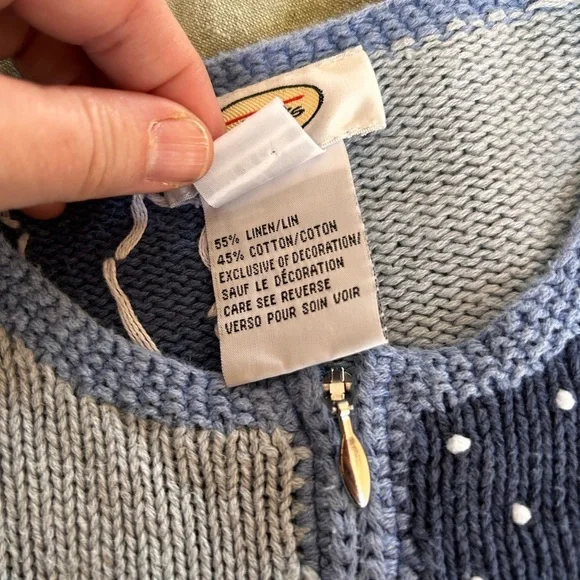 55% LINEN/LIN
45% COTTON/COTON
EXCLUSIVE OF DECORATION/
SAUF LE DÉCORATION
CARE SEE REVERSE
VERSO POUR SOIN VOIR